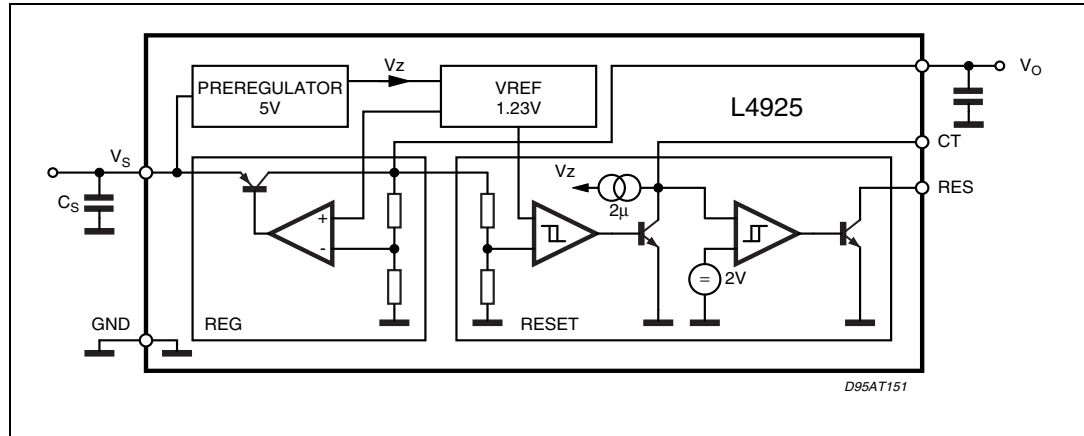 Vz
PREREGULATOR
5V
VREF
1.23V
L4925
VO
CT
VS
CS
+
-
Vz
2µ
RES
= 2V
GND
REG
RESET
D95AT151